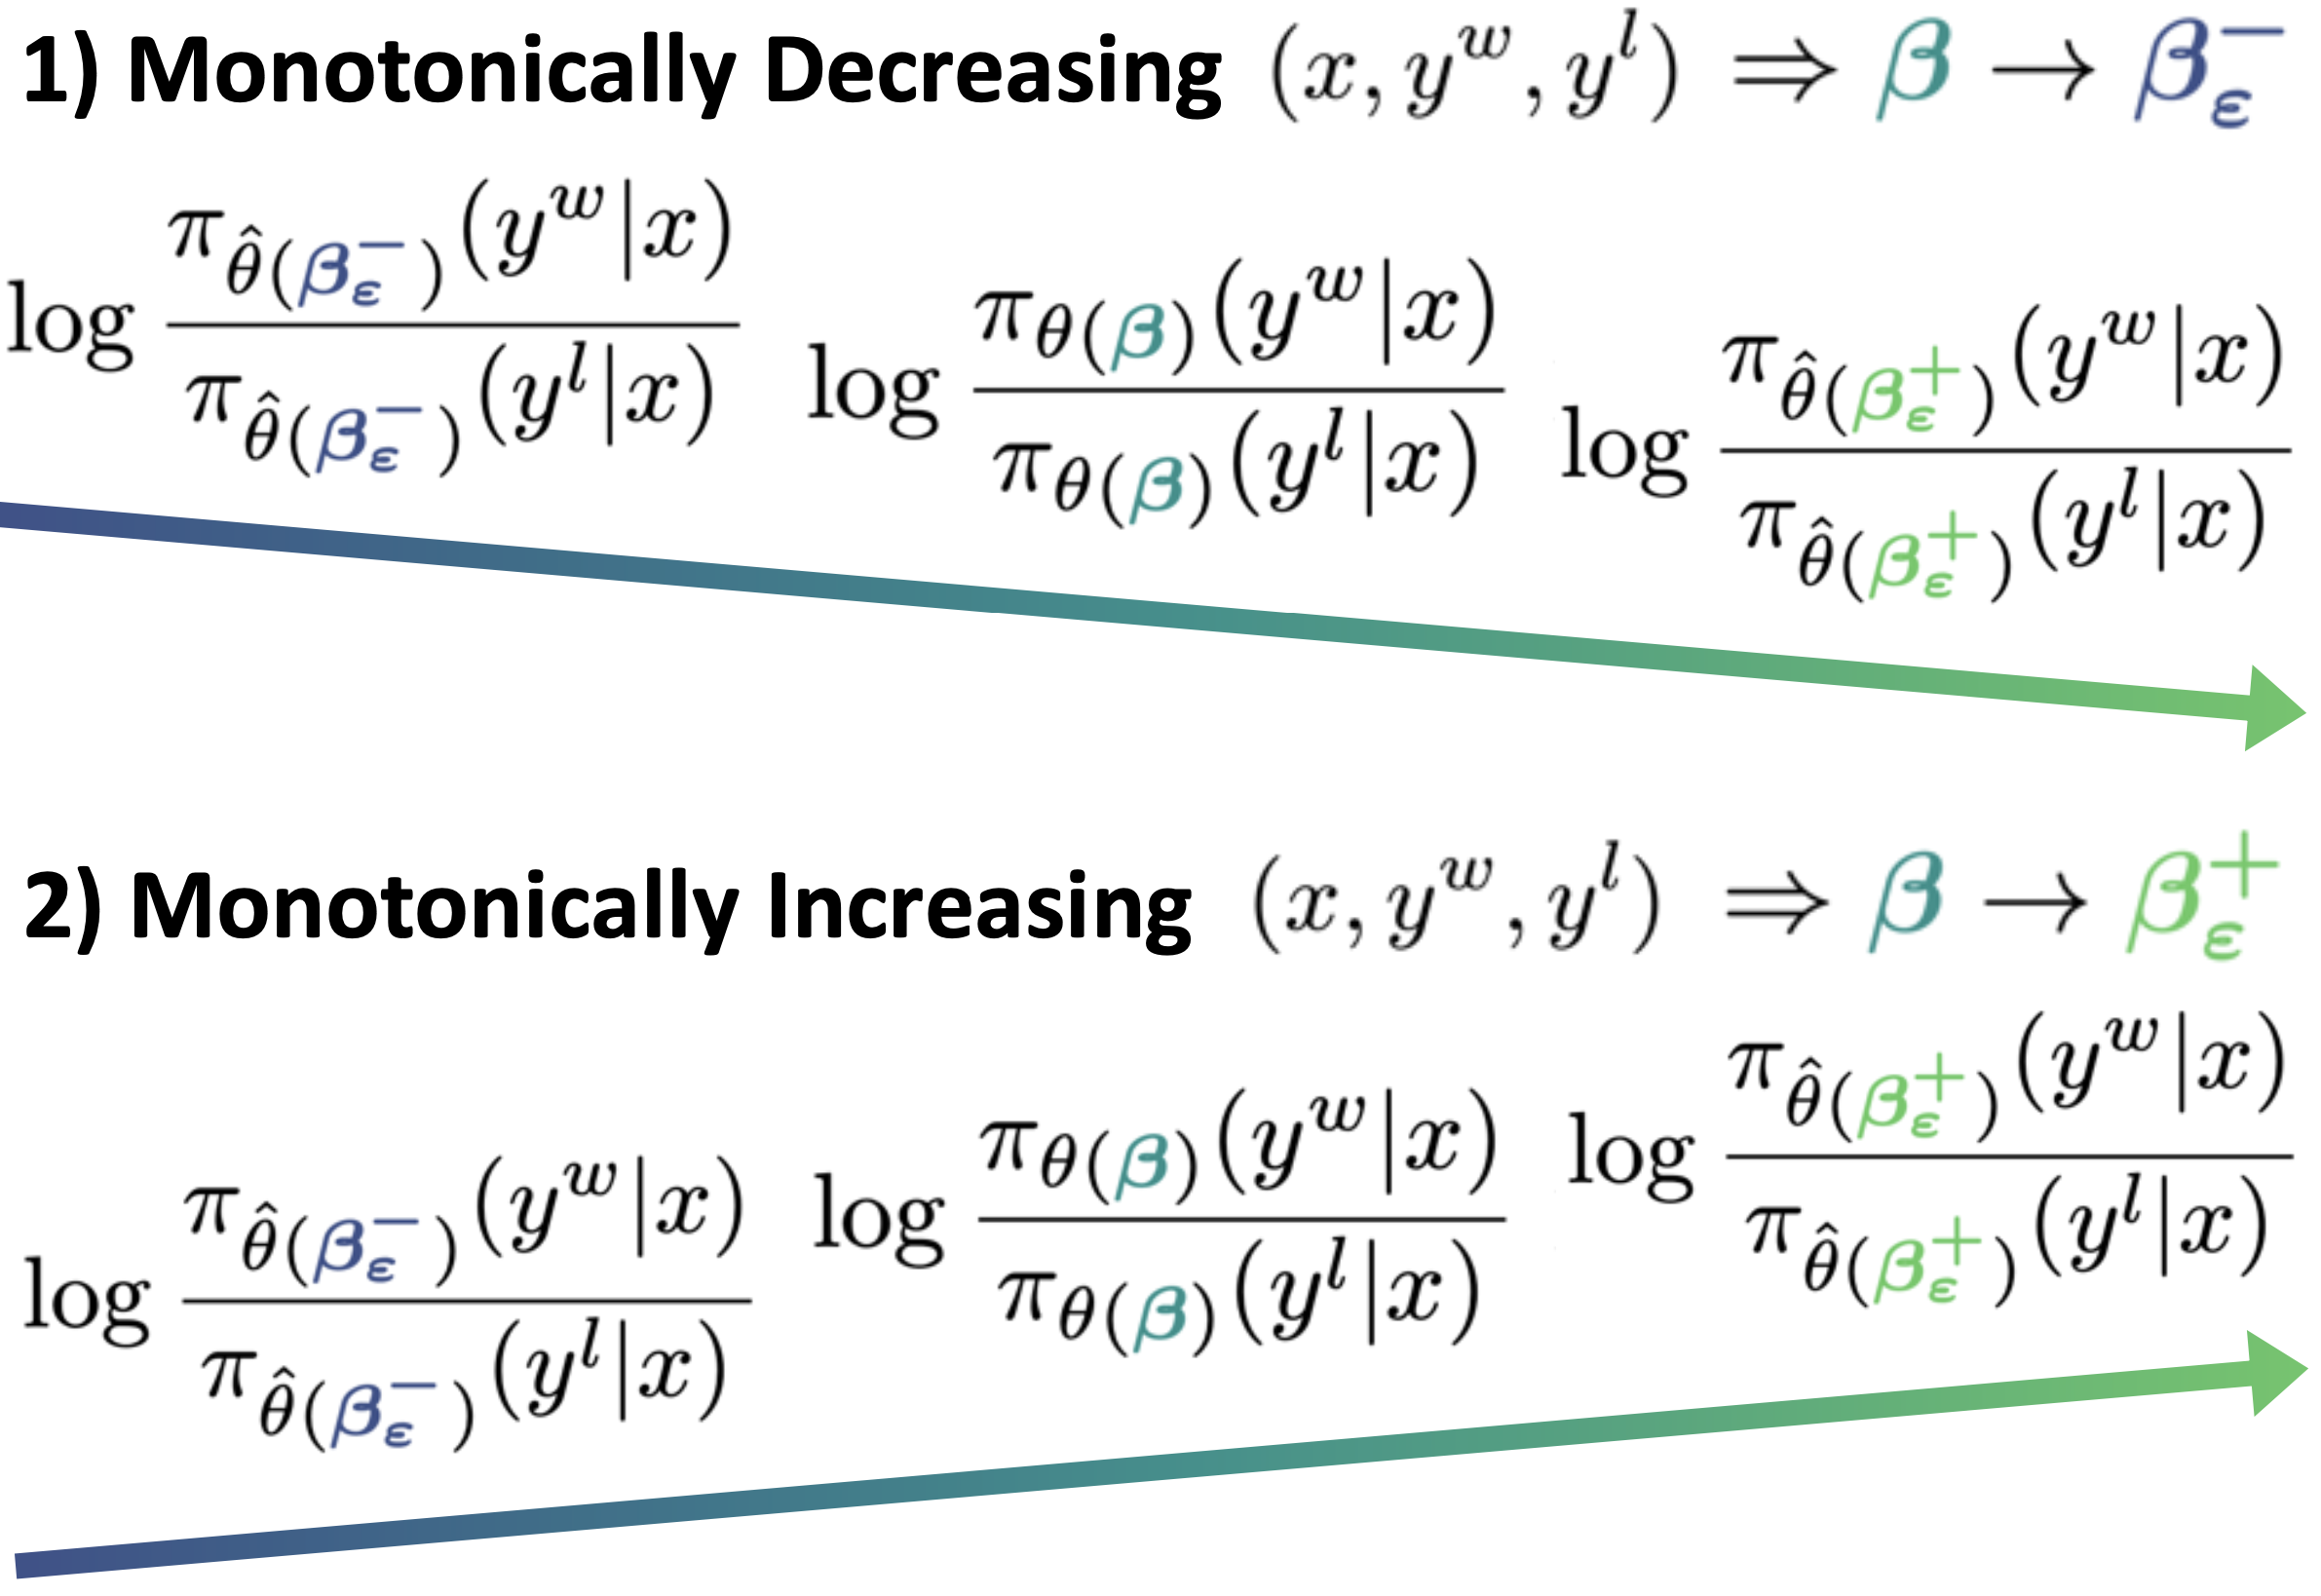 1) Monotonically Decreasing $(x, y^w, y^l) \Rightarrow \beta \rightarrow \beta_\varepsilon^-$
$\log \frac{\pi_{\hat{\theta}(\beta_\varepsilon^-)}(y^w|x)}{\pi_{\hat{\theta}(\beta_\varepsilon^-)}(y^l|x)}$ $\log \frac{\pi_{\theta(\beta)}(y^w|x)}{\pi_{\theta(\beta)}(y^l|x)}$ $\log \frac{\pi_{\hat{\theta}(\beta_\varepsilon^+)}(y^w|x)}{\pi_{\hat{\theta}(\beta_\varepsilon^+)}(y^l|x)}$
2) Monotonically Increasing $(x, y^w, y^l) \Rightarrow \beta \rightarrow \beta_\varepsilon^+$
$\log \frac{\pi_{\hat{\theta}(\beta_\varepsilon^-)}(y^w|x)}{\pi_{\hat{\theta}(\beta_\varepsilon^-)}(y^l|x)}$ $\log \frac{\pi_{\theta(\beta)}(y^w|x)}{\pi_{\theta(\beta)}(y^l|x)}$ $\log \frac{\pi_{\hat{\theta}(\beta_\varepsilon^+)}(y^w|x)}{\pi_{\hat{\theta}(\beta_\varepsilon^+)}(y^l|x)}$